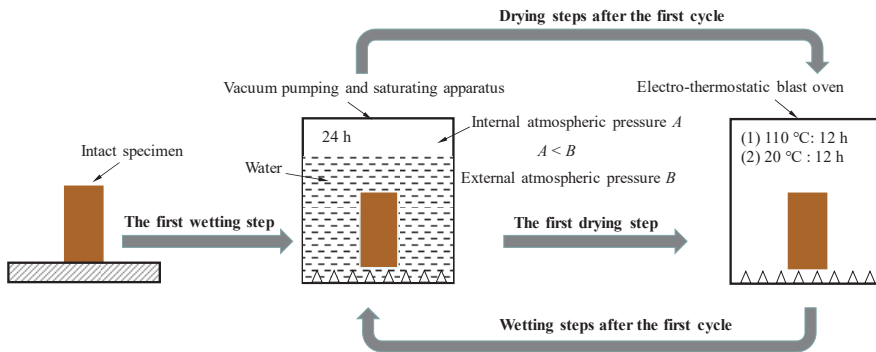 Drying steps after the first cycle
Vacuum pumping and saturating apparatus
Electro-thermostatic blast oven
24 h
Internal atmospheric pressure A
A < B
External atmospheric pressure B
(1) 110 ℃: 12 h
(2) 20 ℃ : 12 h
Intact specimen
Water
The first wetting step
The first drying step
Wetting steps after the first cycle